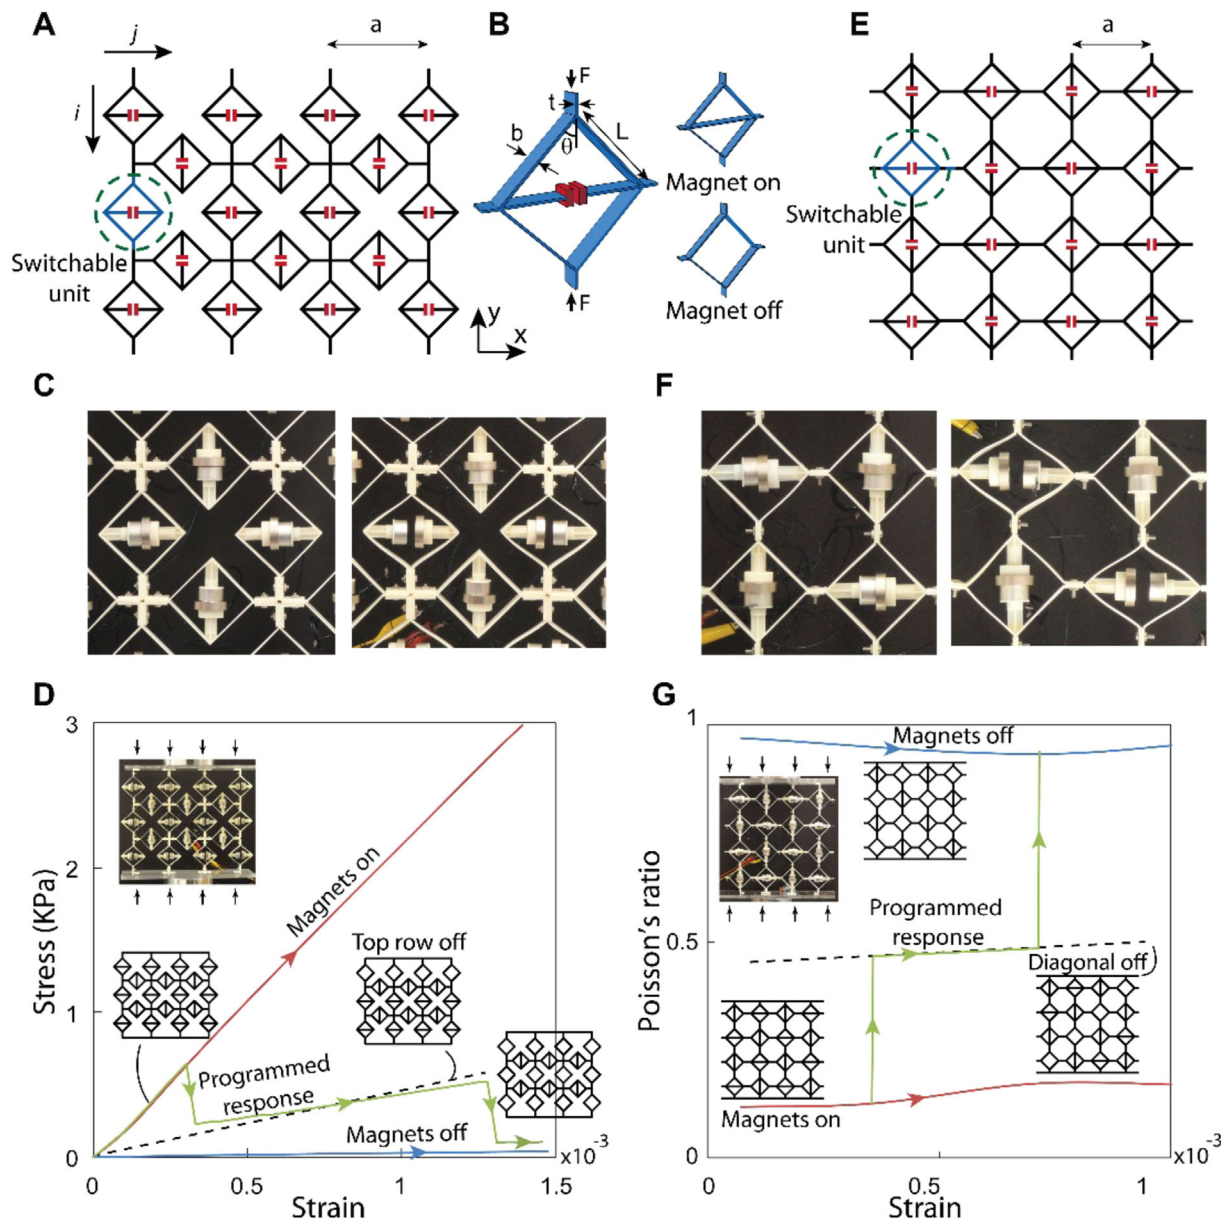 A
j
a
i
Switchable
unit
B
F
t
b
θ
L
F
Magnet on
Magnet off
y
x
E
a
Switchable
unit
C
F
D
Stress (KPa)
3
2
1
0
Magnets on
Top row off
Programmed
response
Magnets off
0
0.5
1
1.5
x10⁻³
Strain
G
Poisson's ratio
1
0.5
0
Magnets off
Programmed
response
Diagonal off
Magnets on
0
0.5
1
x10⁻³
Strain